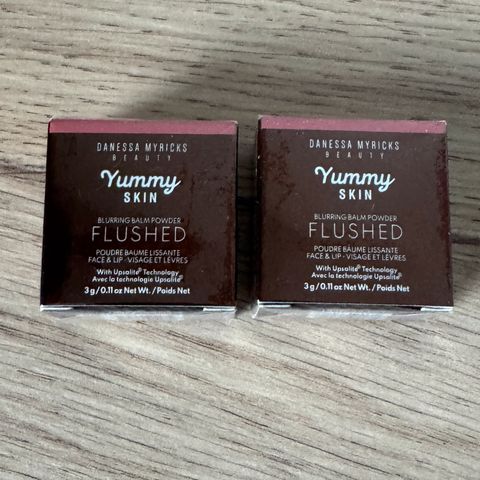 DANESSA MYRICKS
BEAUTY
Yummy
SKIN
BLURRING BALM POWDER
FLUSHED
POUDRE BAUME LISSANTE
FACE & LIP - VISAGE ET LÈVRES
With Upsalite® Technology
Avec la technologie Upsalite®
3 g / 0.11 oz Net Wt. / Poids Net
DANESSA MYRICKS
BEAUTY
Yummy
SKIN
BLURRING BALM POWDER
FLUSHED
POUDRE BAUME LISSANTE
FACE & LIP - VISAGE ET LÈVRES
With Upsalite® Technology
Avec la technologie Upsalite®
3 g / 0.11 oz Net Wt. / Poids Net